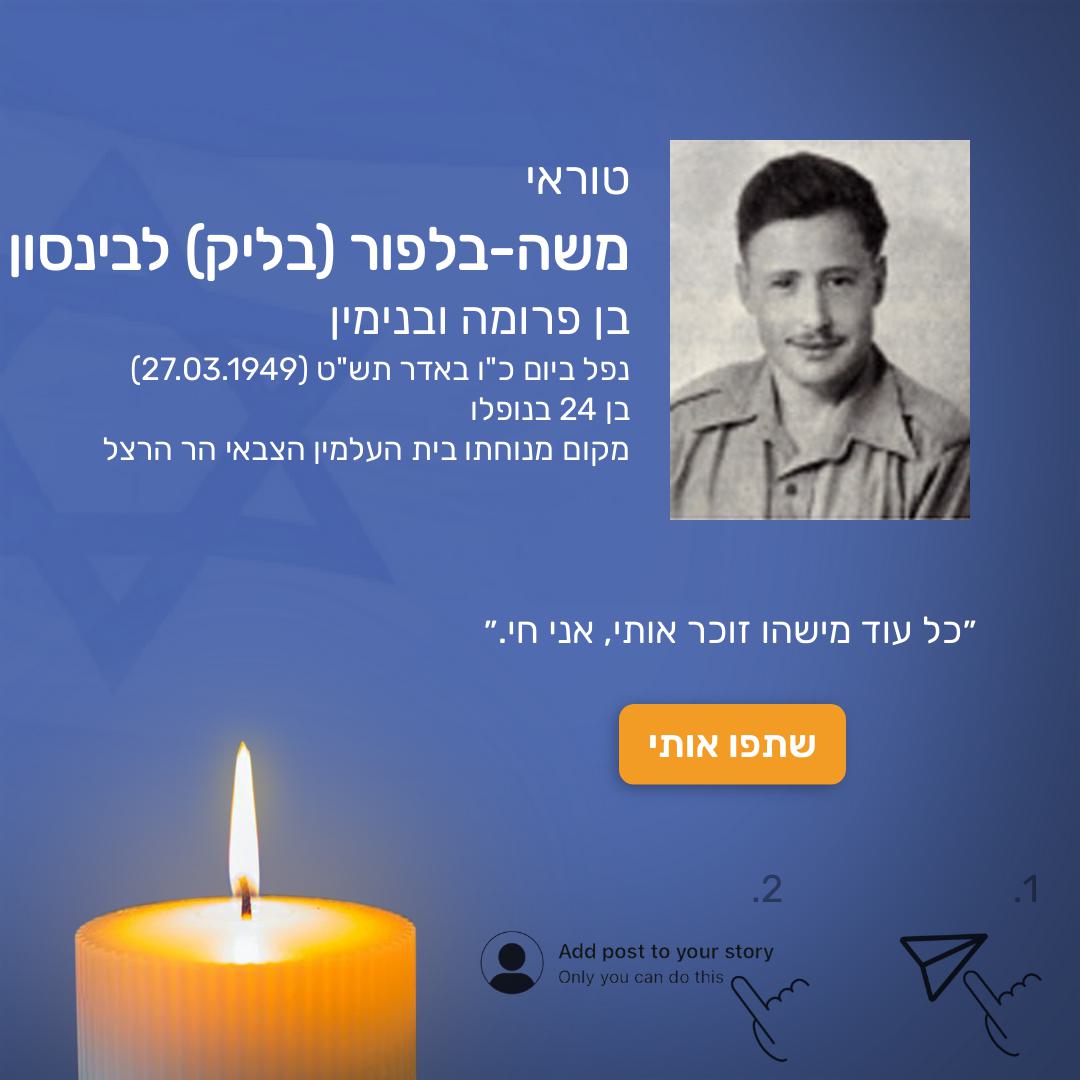 טוראי
משה-בלפור (בליק) לבינסון
בן פרומה ובנימין
נפל ביום כ"ו באדר תש"ט (27.03.1949)
בן 24 בנופלו
מקום מנוחתו בית העלמין הצבאי הר הרצל
״כל עוד מישהו זוכר אותי, אני חי.״
שתפו אותי
1.
2.
Add post to your story
Only you can do this